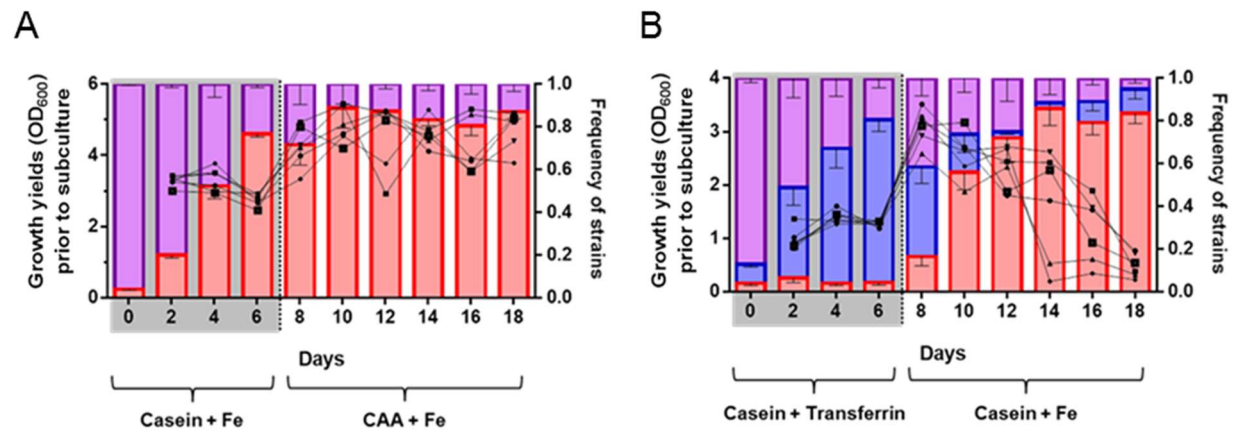 A
Growth yields (OD600)
prior to subculture
6
4
2
0
1.0
0.8
0.6
0.4
0.2
0.0
Frequency of strains
0 2 4 6 8 10 12 14 16 18
Days
Casein + Fe CAA + Fe
B
Growth yields (OD600)
prior to subculture
4
3
2
1
0
1.0
0.8
0.6
0.4
0.2
0.0
Frequency of strains
0 2 4 6 8 10 12 14 16 18
Days
Casein + Transferrin Casein + Fe